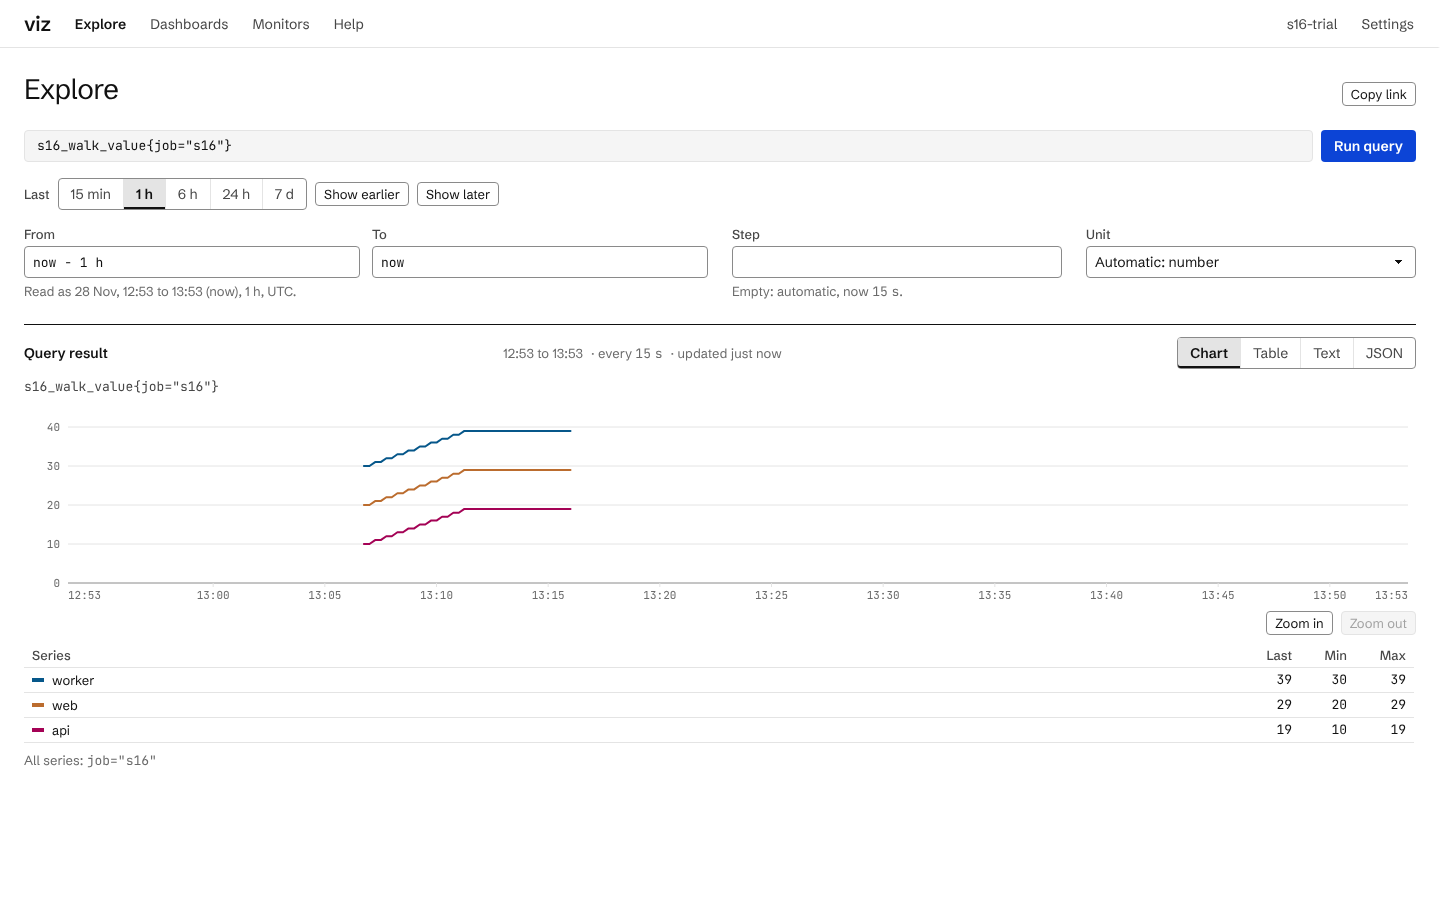 viz Explore Dashboards Monitors Help s16-trial Settings
Explore
Copy link
s16_walk_value{job="s16"} Run query
Last 15 min 1 h 6 h 24 h 7 d Show earlier Show later
From To Step Unit
now - 1 h now Automatic: number
Read as 28 Nov, 12:53 to 13:53 (now), 1 h, UTC. Empty: automatic, now 15 s.
Query result 12:53 to 13:53 · every 15 s · updated just now Chart Table Text JSON
s16_walk_value{job="s16"}
40
30
20
10
0
12:53 13:00 13:05 13:10 13:15 13:20 13:25 13:30 13:35 13:40 13:45 13:50 13:53
Zoom in Zoom out
Series Last Min Max
worker 39 30 39
web 29 20 29
api 19 10 19
All series: job="s16"